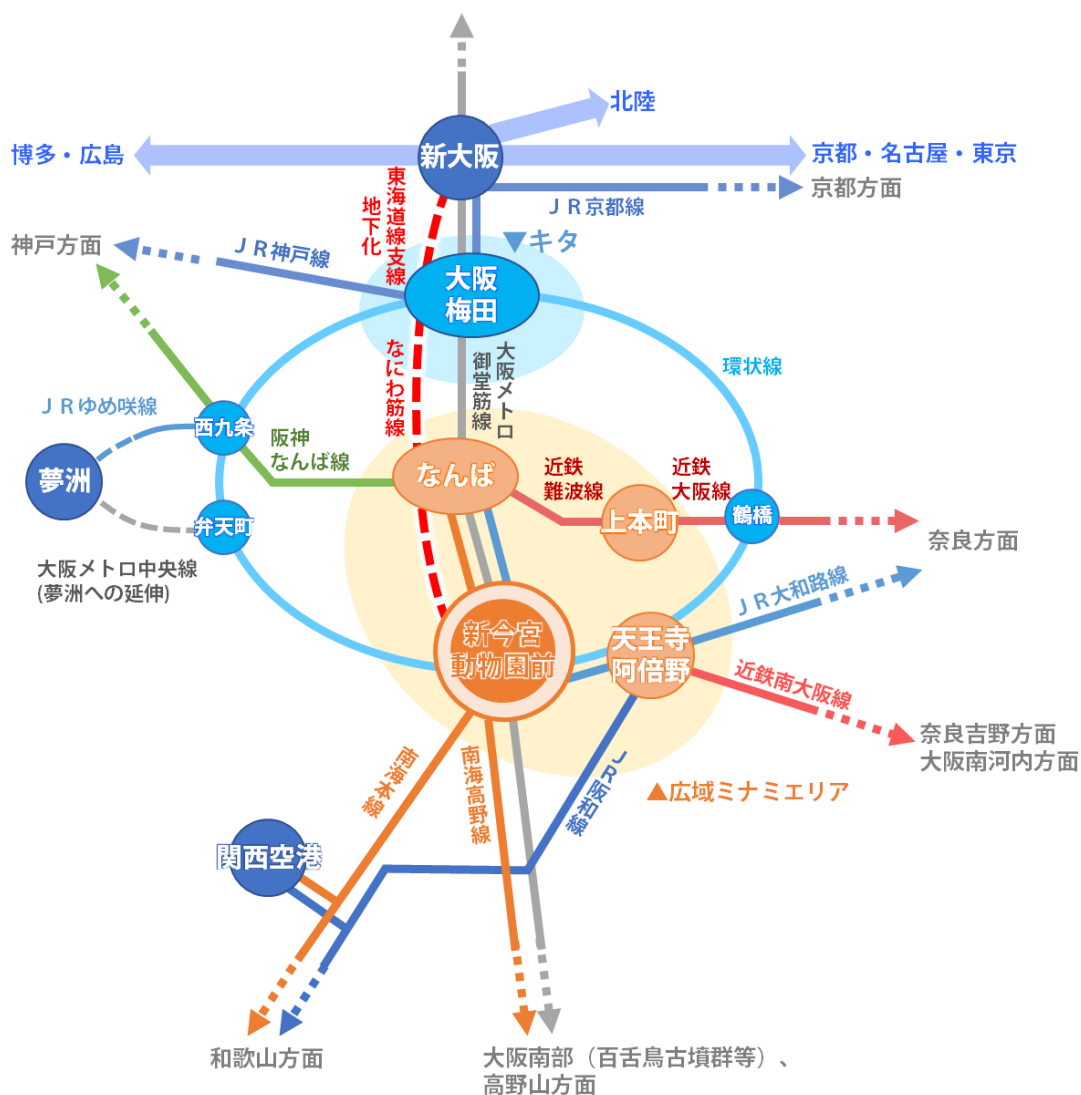 北陸
博多・広島
新大阪
京都・名古屋・東京
京都方面
東海道線支線
地下化
ＪＲ京都線
▼キタ
神戸方面
ＪＲ神戸線
大阪
梅田
なにわ筋線
大阪メトロ
御堂筋線
環状線
ＪＲゆめ咲線
西九条
阪神
なんば線
なんば
近鉄
難波線
近鉄
大阪線
夢洲
上本町
鶴橋
弁天町
奈良方面
大阪メトロ中央線
(夢洲への延伸)
ＪＲ大和路線
新今宮
動物園前
天王寺
阿倍野
近鉄南大阪線
奈良吉野方面
大阪南河内方面
南海本線
南海高野線
ＪＲ阪和線
▲広域ミナミエリア
関西空港
和歌山方面
大阪南部（百舌鳥古墳群等）、
高野山方面